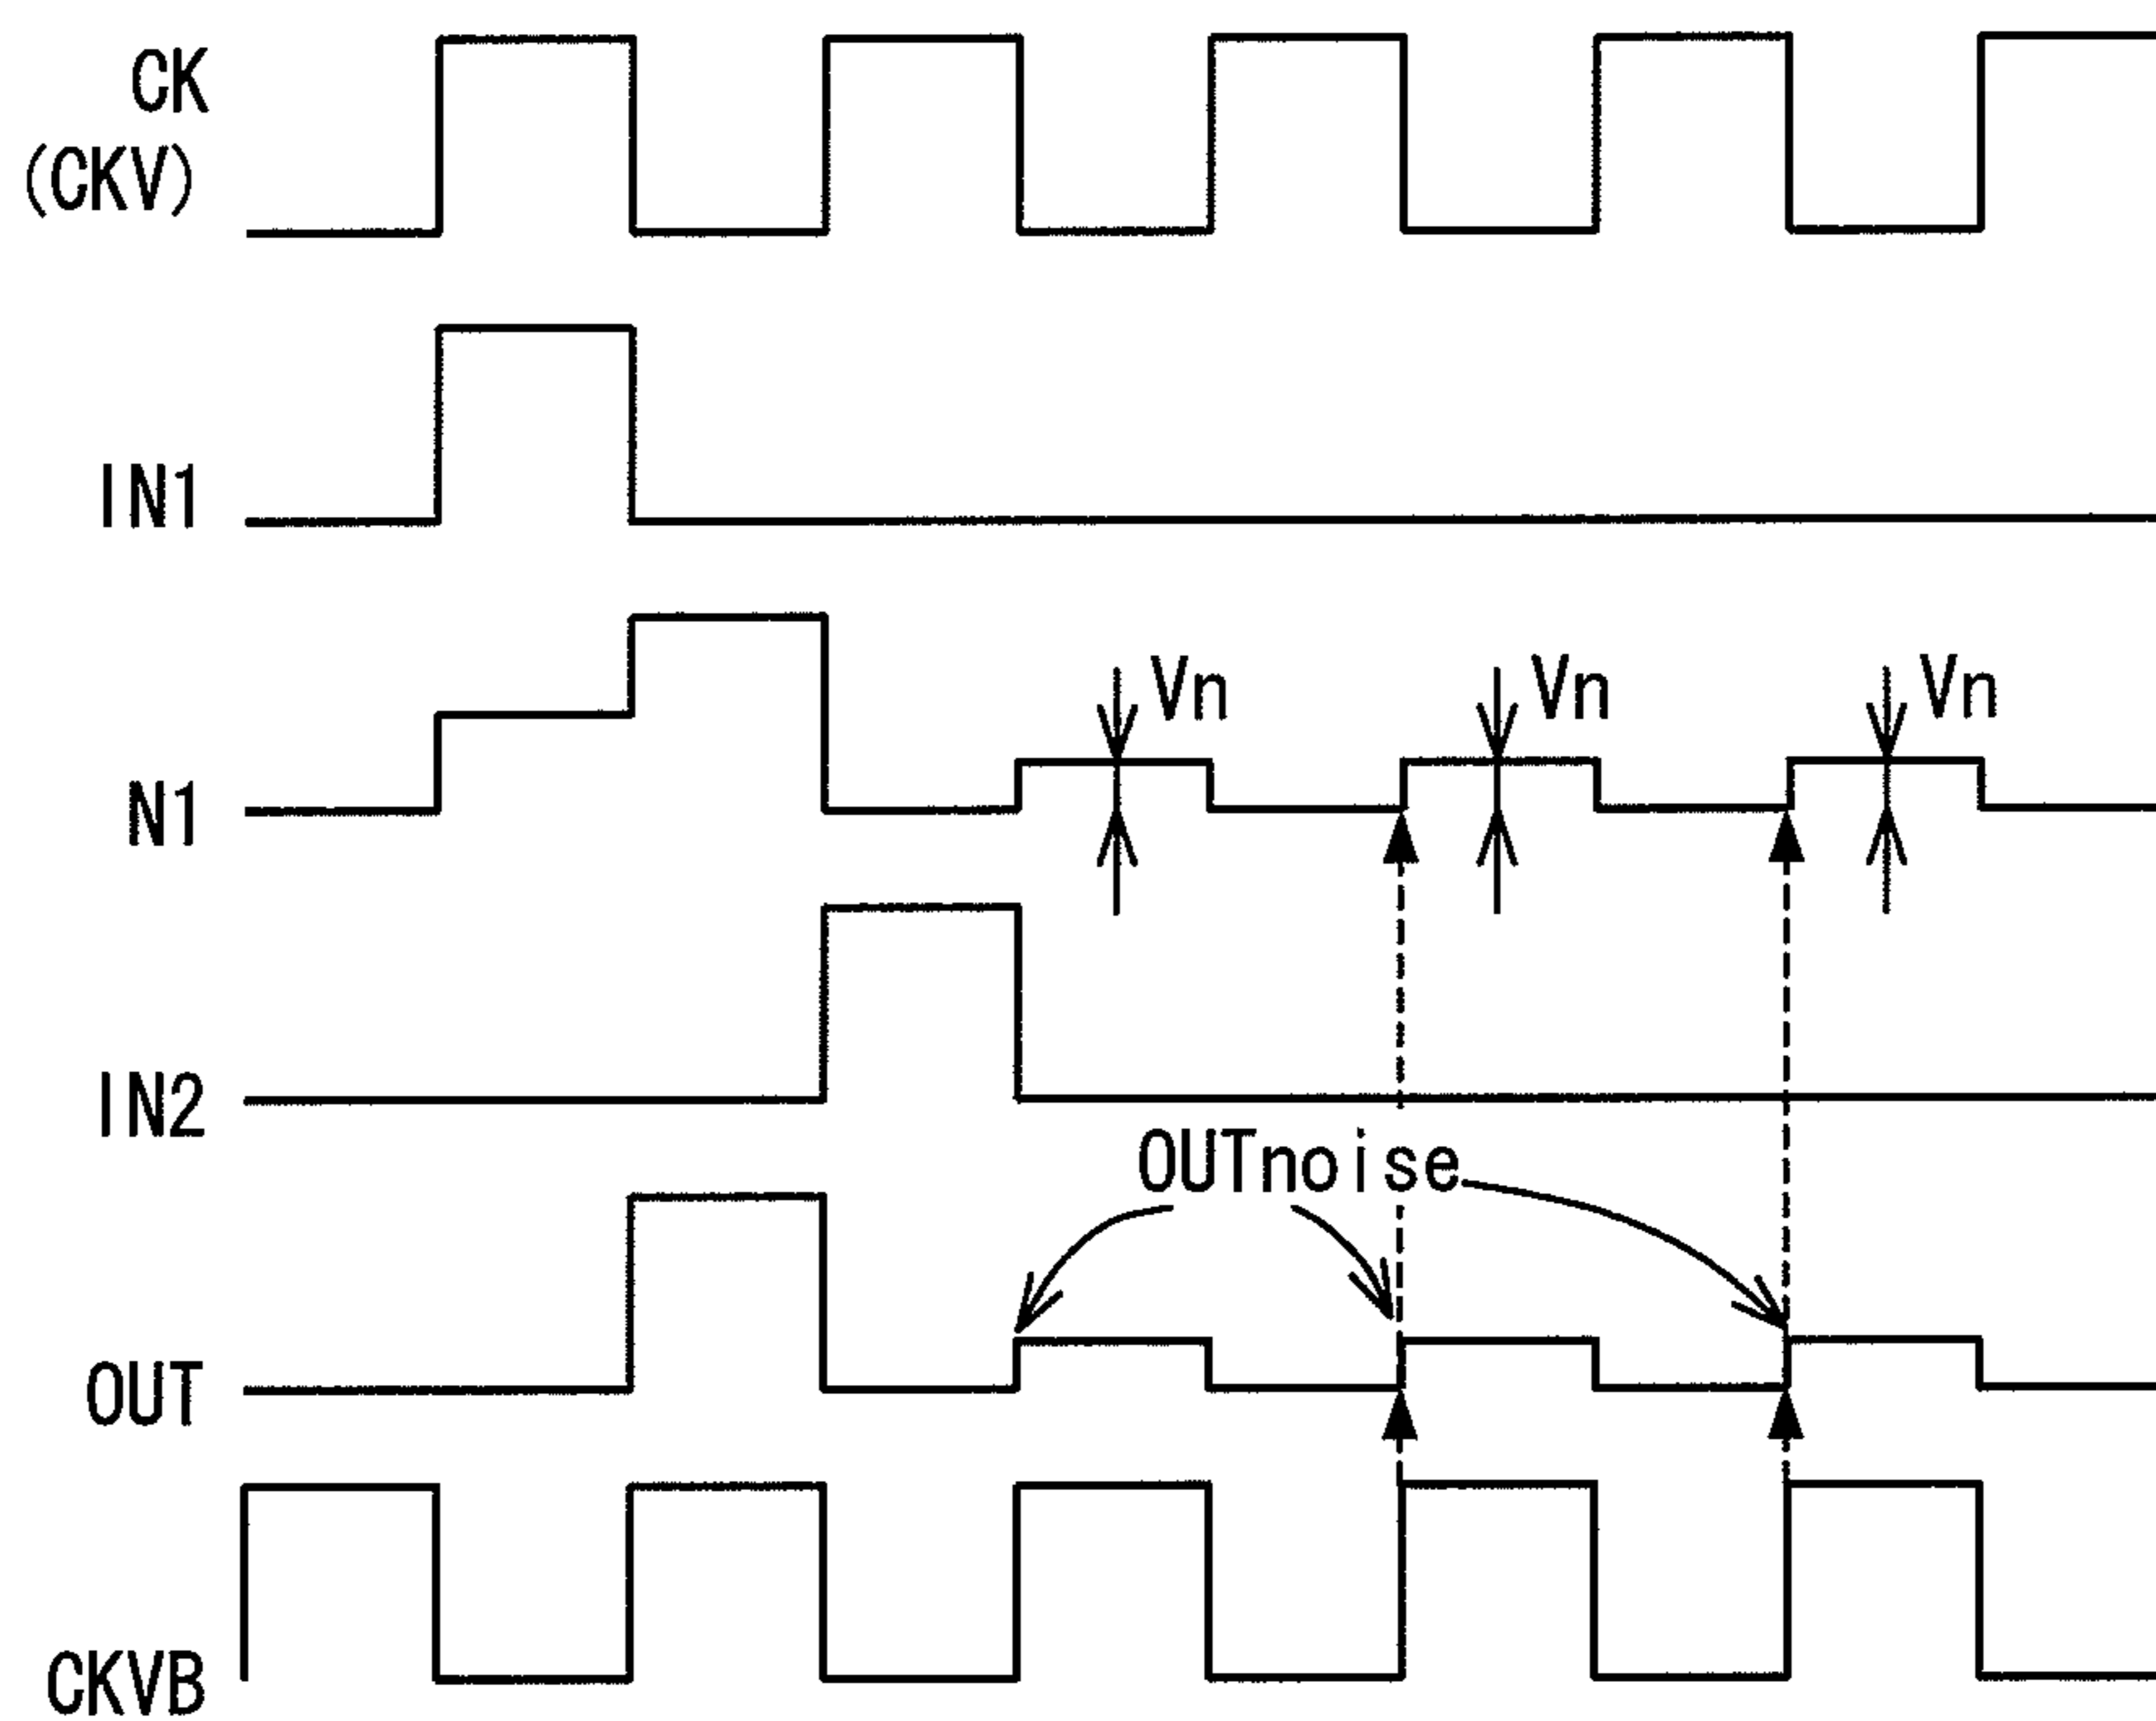 CK
(CKV)
IN1
Vn Vn Vn
N1
IN2
OUTnoise
OUT
CKVB